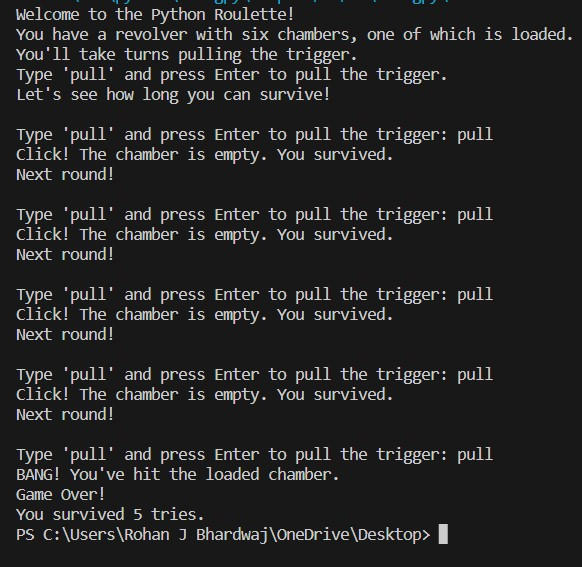 Welcome to the Python Roulette!
You have a revolver with six chambers, one of which is loaded.
You'll take turns pulling the trigger.
Type 'pull' and press Enter to pull the trigger.
Let's see how long you can survive!
Type 'pull' and press Enter to pull the trigger: pull
Click! The chamber is empty. You survived.
Next round!
Type 'pull' and press Enter to pull the trigger: pull
Click! The chamber is empty. You survived.
Next round!
Type 'pull' and press Enter to pull the trigger: pull
Click! The chamber is empty. You survived.
Next round!
Type 'pull' and press Enter to pull the trigger: pull
Click! The chamber is empty. You survived.
Next round!
Type 'pull' and press Enter to pull the trigger: pull
BANG! You've hit the loaded chamber.
Game Over!
You survived 5 tries.
PS C:\Users\Rohan J Bhardwaj\OneDrive\Desktop>